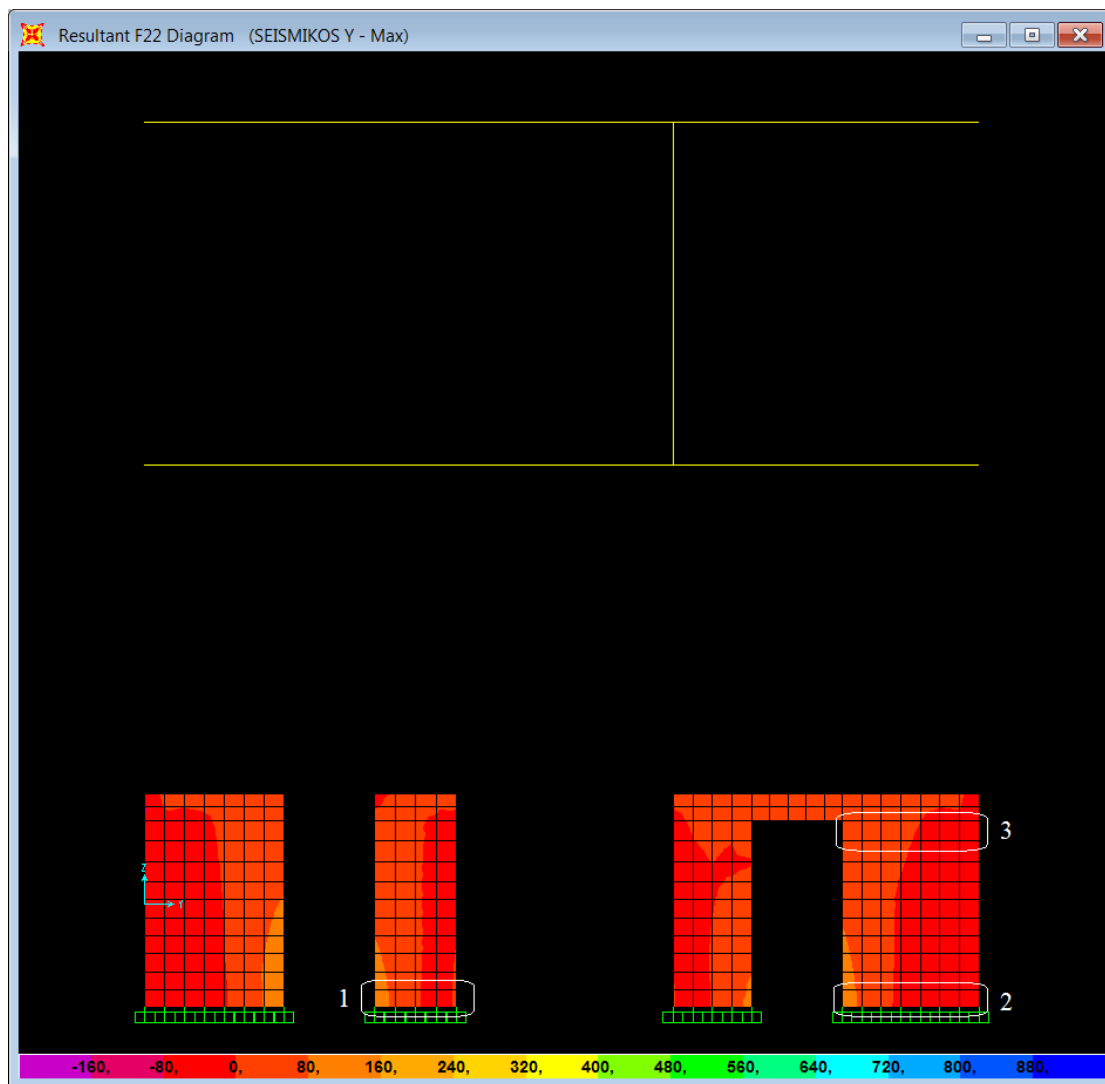 Resultant F22 Diagram (SEISMIKOS Y - Max)
3
Z
Y
1
2
-160, -80, 0, 80, 160, 240, 320, 400, 480, 560, 640, 720, 800, 880,